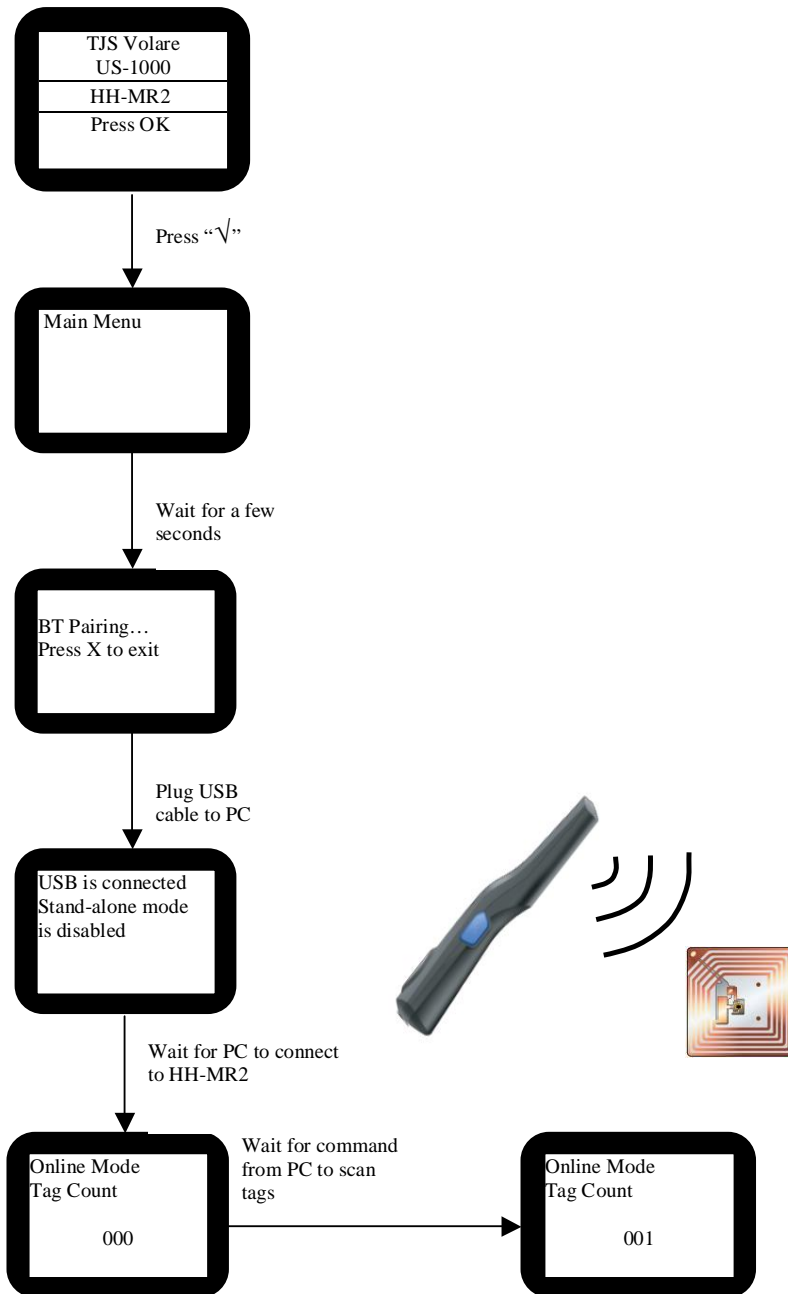 TJS Volare
US-1000
HH-MR2
Press OK
Press “√”
Main Menu
Wait for a few
seconds
BT Pairing…
Press X to exit
Plug USB
cable to PC
USB is connected
Stand-alone mode
is disabled
Wait for PC to connect
to HH-MR2
Online Mode
Tag Count
000
Wait for command
from PC to scan
tags
Online Mode
Tag Count
001